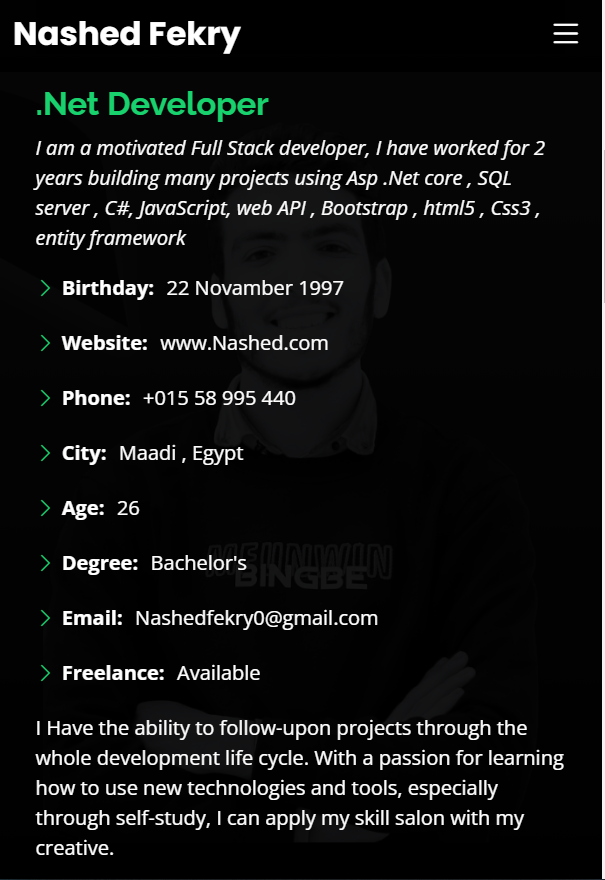 Nashed Fekry
.Net Developer
I am a motivated Full Stack developer, I have worked for 2
years building many projects using Asp .Net core , SQL
server , C#, JavaScript, web API , Bootstrap , html5 , Css3 ,
entity framework
Birthday: 22 Novamber 1997
Website: www.Nashed.com
Phone: +015 58 995 440
City: Maadi , Egypt
Age: 26
Degree: Bachelor's
BINGBE
Email: Nashedfekry0@gmail.com
Freelance: Available
I Have the ability to follow-upon projects through the
whole development life cycle. With a passion for learning
how to use new technologies and tools, especially
through self-study, I can apply my skill salon with my
creative.